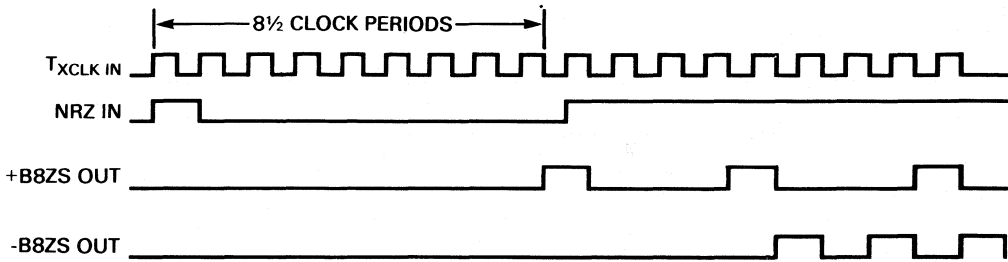 8½ CLOCK PERIODS
TXCLK IN
NRZ IN
+B8ZS OUT
-B8ZS OUT